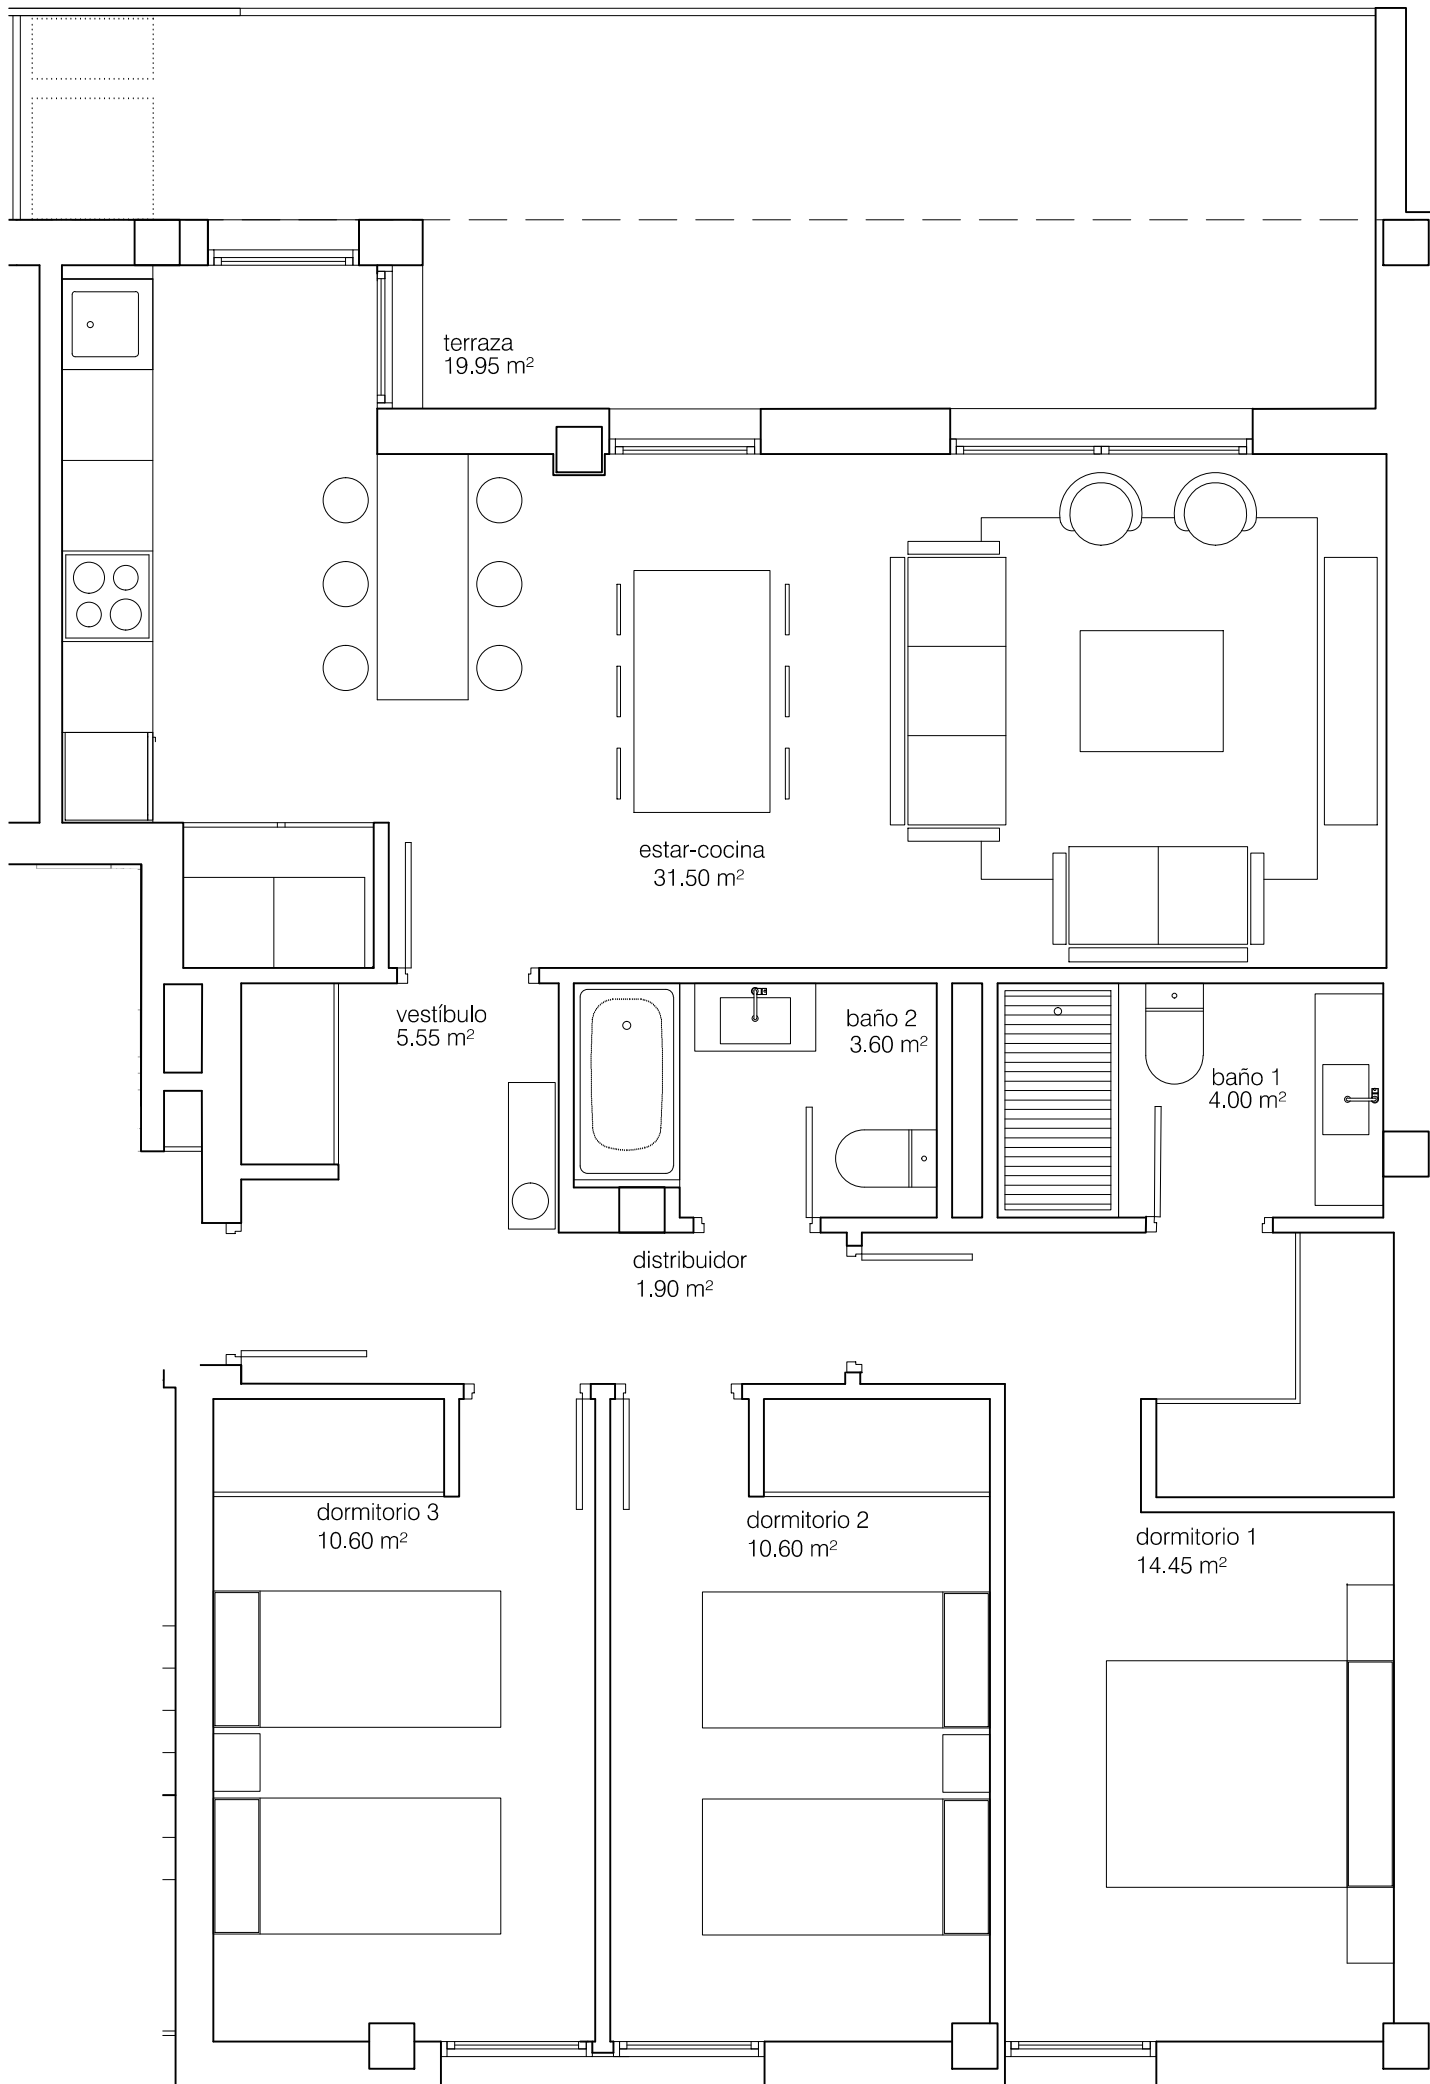 terraza
19.95 m²
estar-cocina
31.50 m²
vestíbulo
5.55 m²
baño 2
3.60 m²
baño 1
4.00 m²
distribuidor
1.90 m²
dormitorio 3
10.60 m²
dormitorio 2
10.60 m²
dormitorio 1
14.45 m²